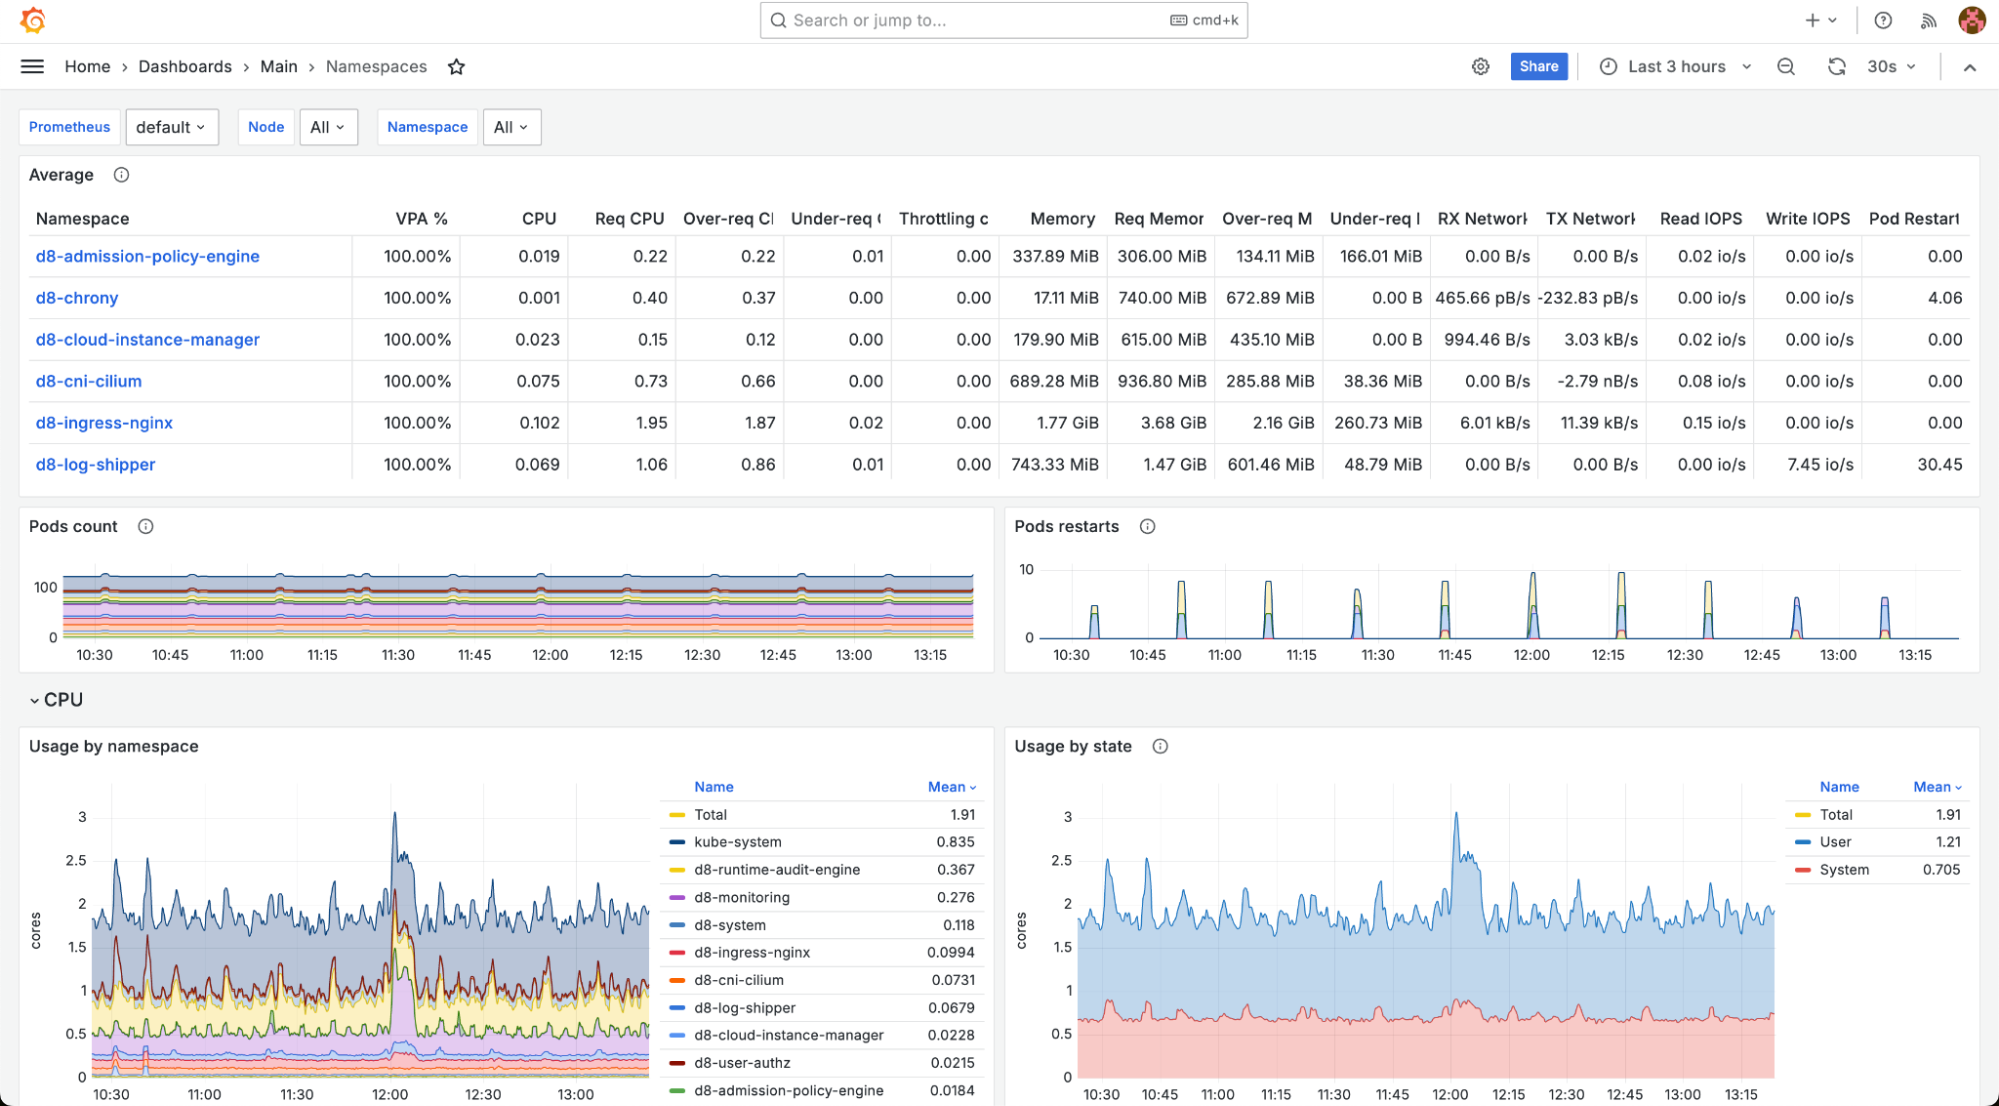 Search or jump to... cmd+k
Home › Dashboards › Main › Namespaces Share Last 3 hours 30s
Prometheus default Node All Namespace All
Average
Namespace VPA % CPU Req CPU Over-req Under-req Throttling c Memory Req Memor Over-req M Under-req RX Network TX Network Read IOPS Write IOPS Pod Restart
d8-admission-policy-engine 100.00% 0.019 0.22 0.22 0.01 0.00 337.89 MiB 306.00 MiB 134.11 MiB 166.01 MiB 0.00 B/s 0.00 B/s 0.02 io/s 0.00 io/s 0.00
d8-chrony 100.00% 0.001 0.40 0.37 0.00 0.00 17.11 MiB 740.00 MiB 672.89 MiB 0.00 B 465.66 pB/s -232.83 pB/s 0.00 io/s 0.00 io/s 4.06
d8-cloud-instance-manager 100.00% 0.023 0.15 0.12 0.00 0.00 179.90 MiB 615.00 MiB 435.10 MiB 0.00 B 994.46 B/s 3.03 kB/s 0.02 io/s 0.00 io/s 0.00
d8-cni-cilium 100.00% 0.075 0.73 0.66 0.00 0.00 689.28 MiB 936.80 MiB 285.88 MiB 38.36 MiB 0.00 B/s -2.79 nB/s 0.08 io/s 0.00 io/s 0.00
d8-ingress-nginx 100.00% 0.102 1.95 1.87 0.02 0.00 1.77 GiB 3.68 GiB 2.16 GiB 260.73 MiB 6.01 kB/s 11.39 kB/s 0.15 io/s 0.00 io/s 0.00
d8-log-shipper 100.00% 0.069 1.06 0.86 0.01 0.00 743.33 MiB 1.47 GiB 601.46 MiB 48.79 MiB 0.00 B/s 0.00 B/s 0.00 io/s 7.45 io/s 30.45
Pods count
100
0
10:30 10:45 11:00 11:15 11:30 11:45 12:00 12:15 12:30 12:45 13:00 13:15
Pods restarts
10
0
10:30 10:45 11:00 11:15 11:30 11:45 12:00 12:15 12:30 12:45 13:00 13:15
CPU
Usage by namespace
cores
3
2.5
2
1.5
1
0.5
0
10:30 11:00 11:30 12:00 12:30 13:00
Name Mean
Total 1.91
kube-system 0.835
d8-runtime-audit-engine 0.367
d8-monitoring 0.276
d8-system 0.118
d8-ingress-nginx 0.0994
d8-cni-cilium 0.0731
d8-log-shipper 0.0679
d8-cloud-instance-manager 0.0228
d8-user-authz 0.0215
d8-admission-policy-engine 0.0184
Usage by state
cores
3
2.5
2
1.5
1
0.5
0
10:30 10:45 11:00 11:15 11:30 11:45 12:00 12:15 12:30 12:45 13:00 13:15
Name Mean
Total 1.91
User 1.21
System 0.705